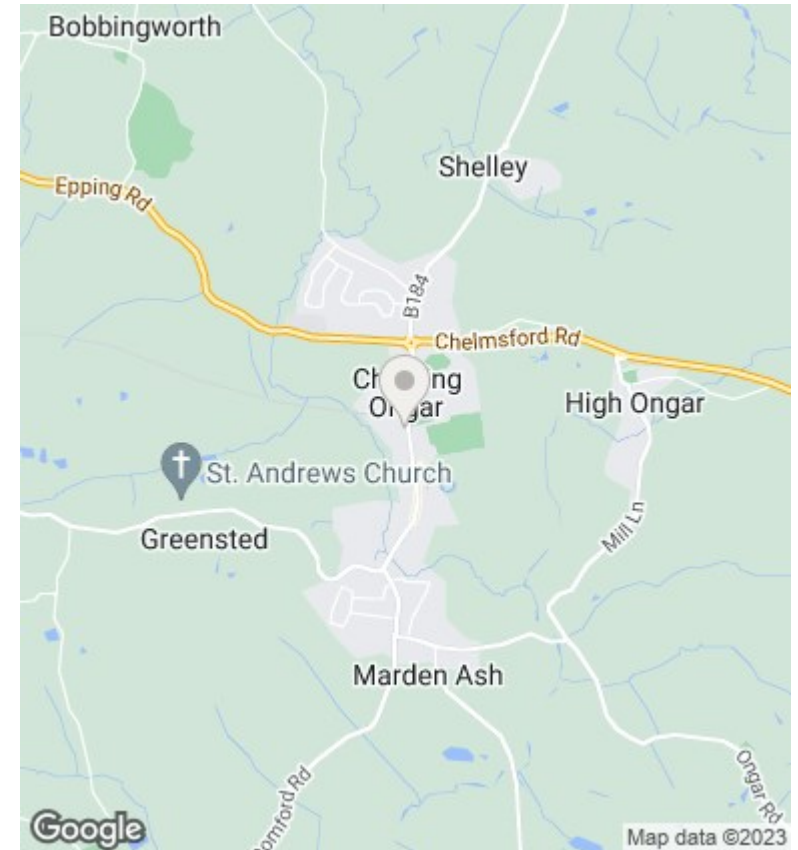 Bobbingworth
Shelley
Epping Rd
B184
Chelmsford Rd
Ongar
High Ongar
St. Andrews Church
Greensted
Mill Ln
Marden Ash
Ongar Rd
Google
Map data ©2023